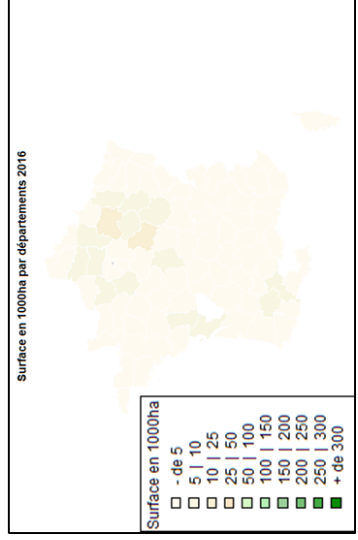 Surface en 1000ha par départements 2016
Surface en 1000ha
- de 5
5 | 10
10 | 25
25 | 50
50 | 100
100 | 150
150 | 200
200 | 250
250 | 300
+ de 300